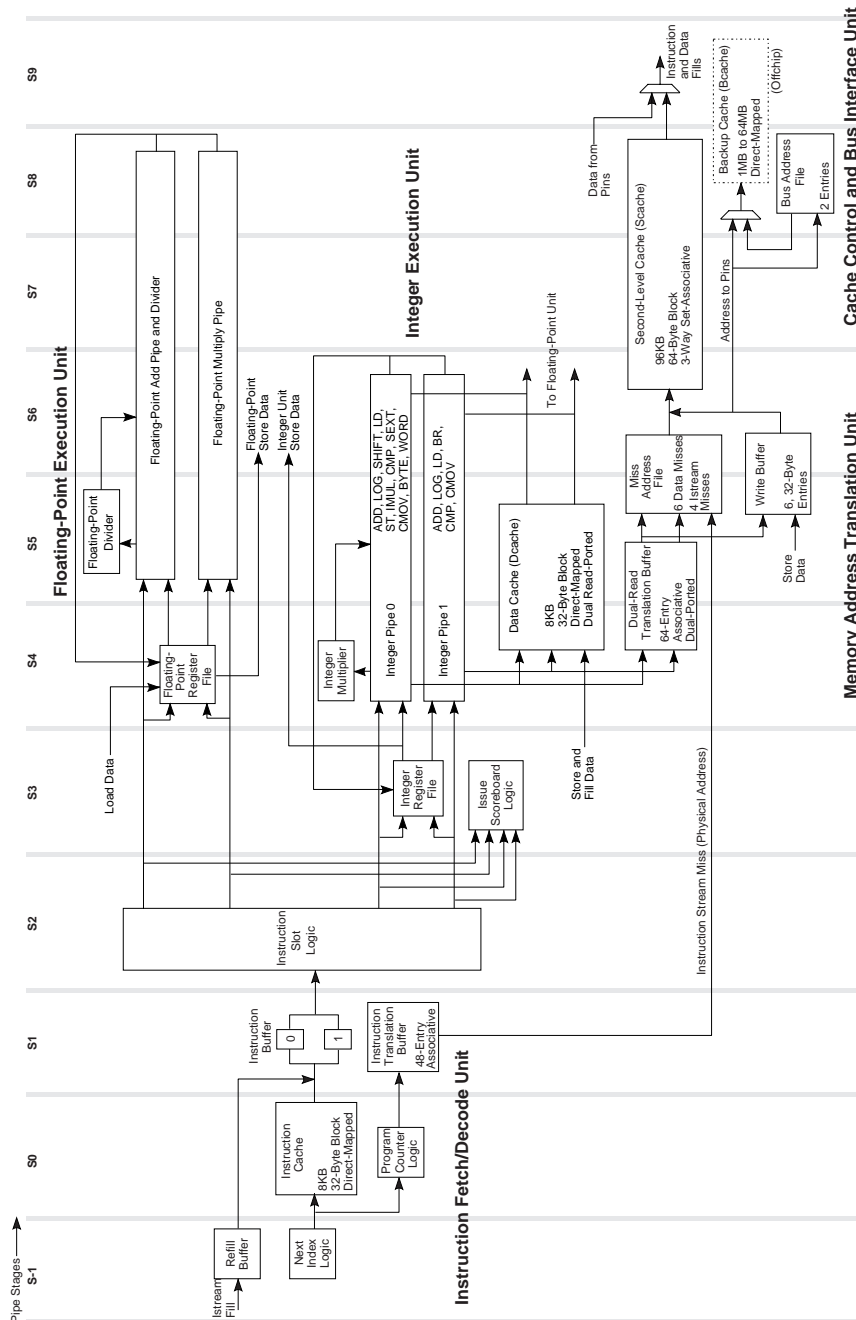 Pipe Stages
S-1
S0
S1
S2
S3
S4
S5
S6
S7
S8
S9
Floating-Point Execution Unit
Load Data
Floating-
Point
Register
File
Floating-Point
Divider
Floating-Point Add Pipe and Divider
Floating-Point Multiply Pipe
Floating-Point
Store Data
Integer Unit
Store Data
Integer Execution Unit
Istream
Fill
Refill
Buffer
Next
Index
Logic
Instruction
Cache
8KB
32-Byte Block
Direct-Mapped
Program
Counter
Logic
Instruction
Buffer
0
1
Instruction
Translation
Buffer
48-Entry
Associative
Instruction Fetch/Decode Unit
Instruction
Slot
Logic
Integer
Register
File
Issue
Scoreboard
Logic
Integer
Multiplier
Integer Pipe 0
ADD, LOG, SHIFT, LD,
ST, IMUL, CMP, SEXT,
CMOV, BYTE, WORD
Integer Pipe 1
ADD, LOG, LD, BR,
CMP, CMOV
Store and
Fill Data
Data Cache (Dcache)
8KB
32-Byte Block
Direct-Mapped
Dual Read-Ported
To Floating-Point Unit
Instruction Stream Miss (Physical Address)
Dual-Read
Translation Buffer
64-Entry
Associative
Dual-Ported
Miss
Address
File
6 Data Misses
4 Istream
Misses
Store
Data
Write Buffer
6, 32-Byte
Entries
Second-Level Cache (Scache)
96KB
64-Byte Block
3-Way Set-Associative
Address to Pins
Data from
Pins
Instruction
and Data
Fills
Backup Cache (Bcache)
1MB to 64MB
Direct-Mapped
(Offchip)
Bus Address
File
2 Entries
Memory Address Translation Unit
Cache Control and Bus Interface Unit